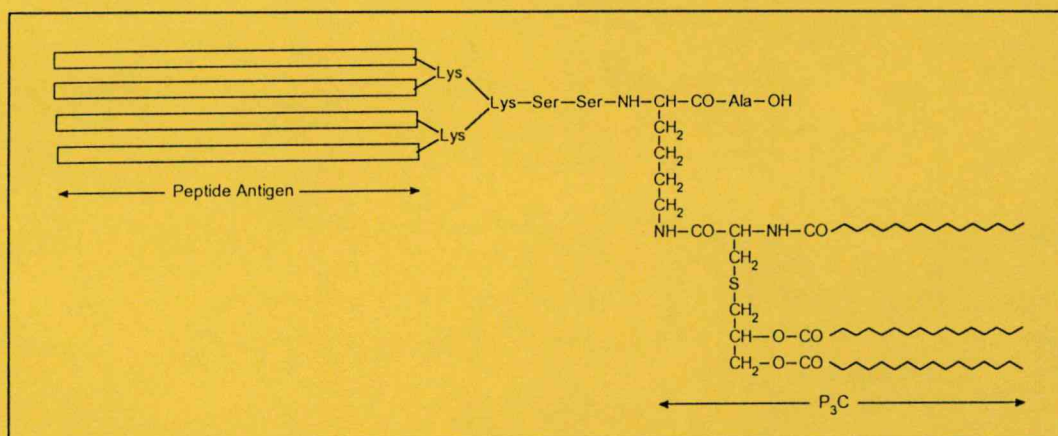 Lys
Lys–Ser–Ser–NH–CH–CO–Ala–OH
Lys
CH₂
CH₂
CH₂
CH₂
Peptide Antigen
NH–CO–CH–NH–CO
CH₂
S
CH₂
CH–O–CO
CH₂–O–CO
P₃C